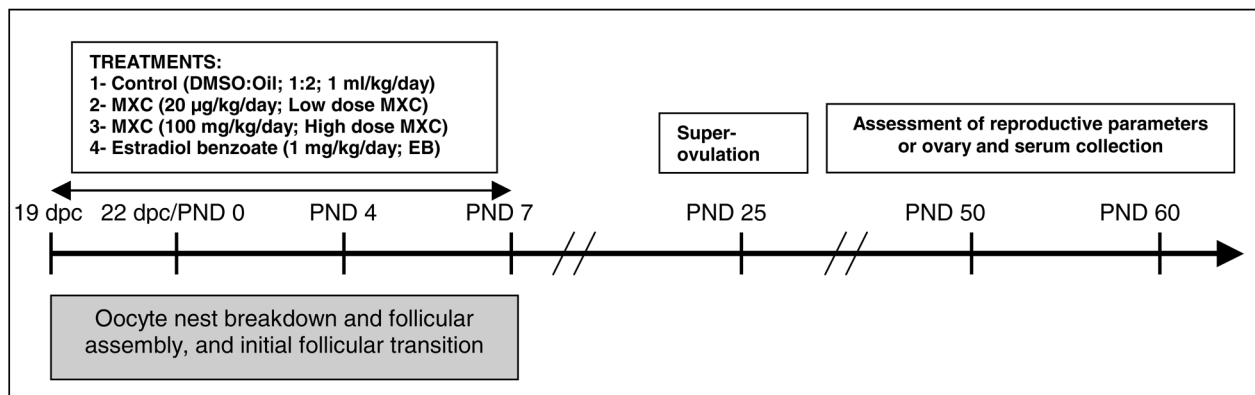 TREATMENTS:
1- Control (DMSO:Oil; 1:2; 1 ml/kg/day)
2- MXC (20 µg/kg/day; Low dose MXC)
3- MXC (100 mg/kg/day; High dose MXC)
4- Estradiol benzoate (1 mg/kg/day; EB)
Super-
ovulation
Assessment of reproductive parameters
or ovary and serum collection
19 dpc 22 dpc/PND 0 PND 4 PND 7 PND 25 PND 50 PND 60
Oocyte nest breakdown and follicular
assembly, and initial follicular transition